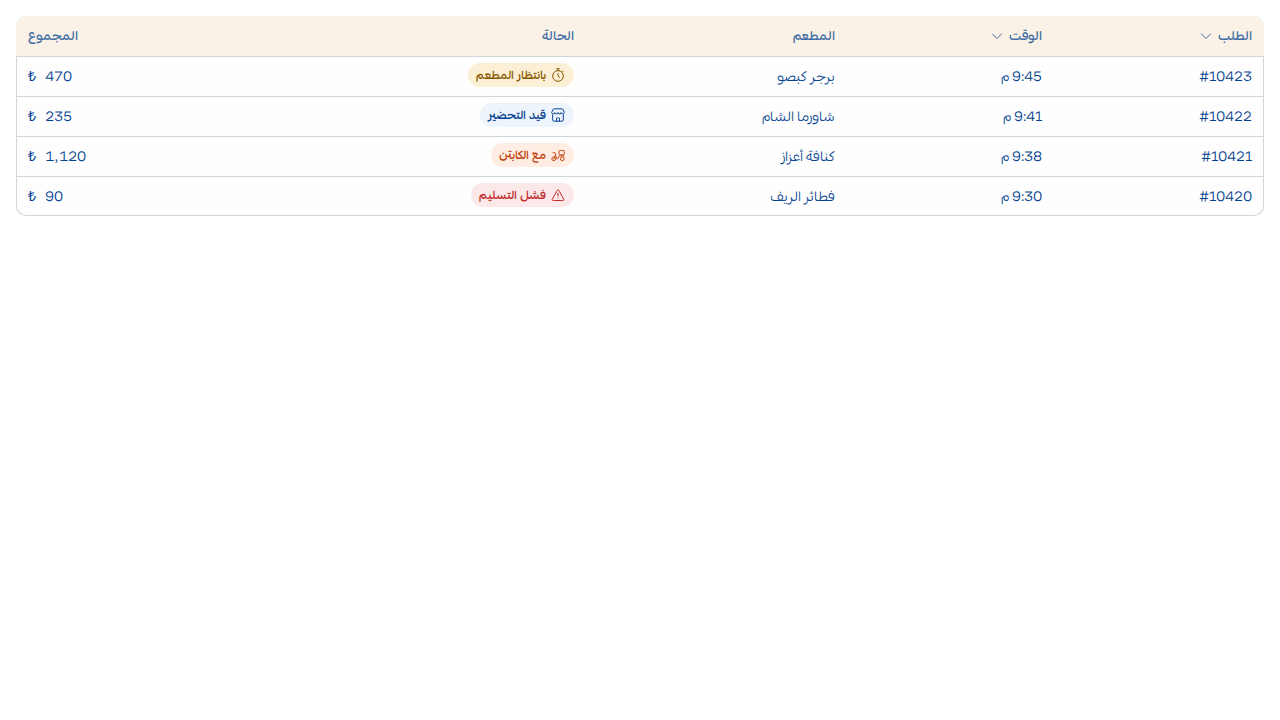 الطلب الوقت المطعم الحالة المجموع
#10423 9:45 م برجر كبصو بانتظار المطعم 470 ₺
#10422 9:41 م شاورما الشام قيد التحضير 235 ₺
#10421 9:38 م كنافة أعزاز مع الكابتن 1,120 ₺
#10420 9:30 م فطائر الريف فشل التسليم 90 ₺